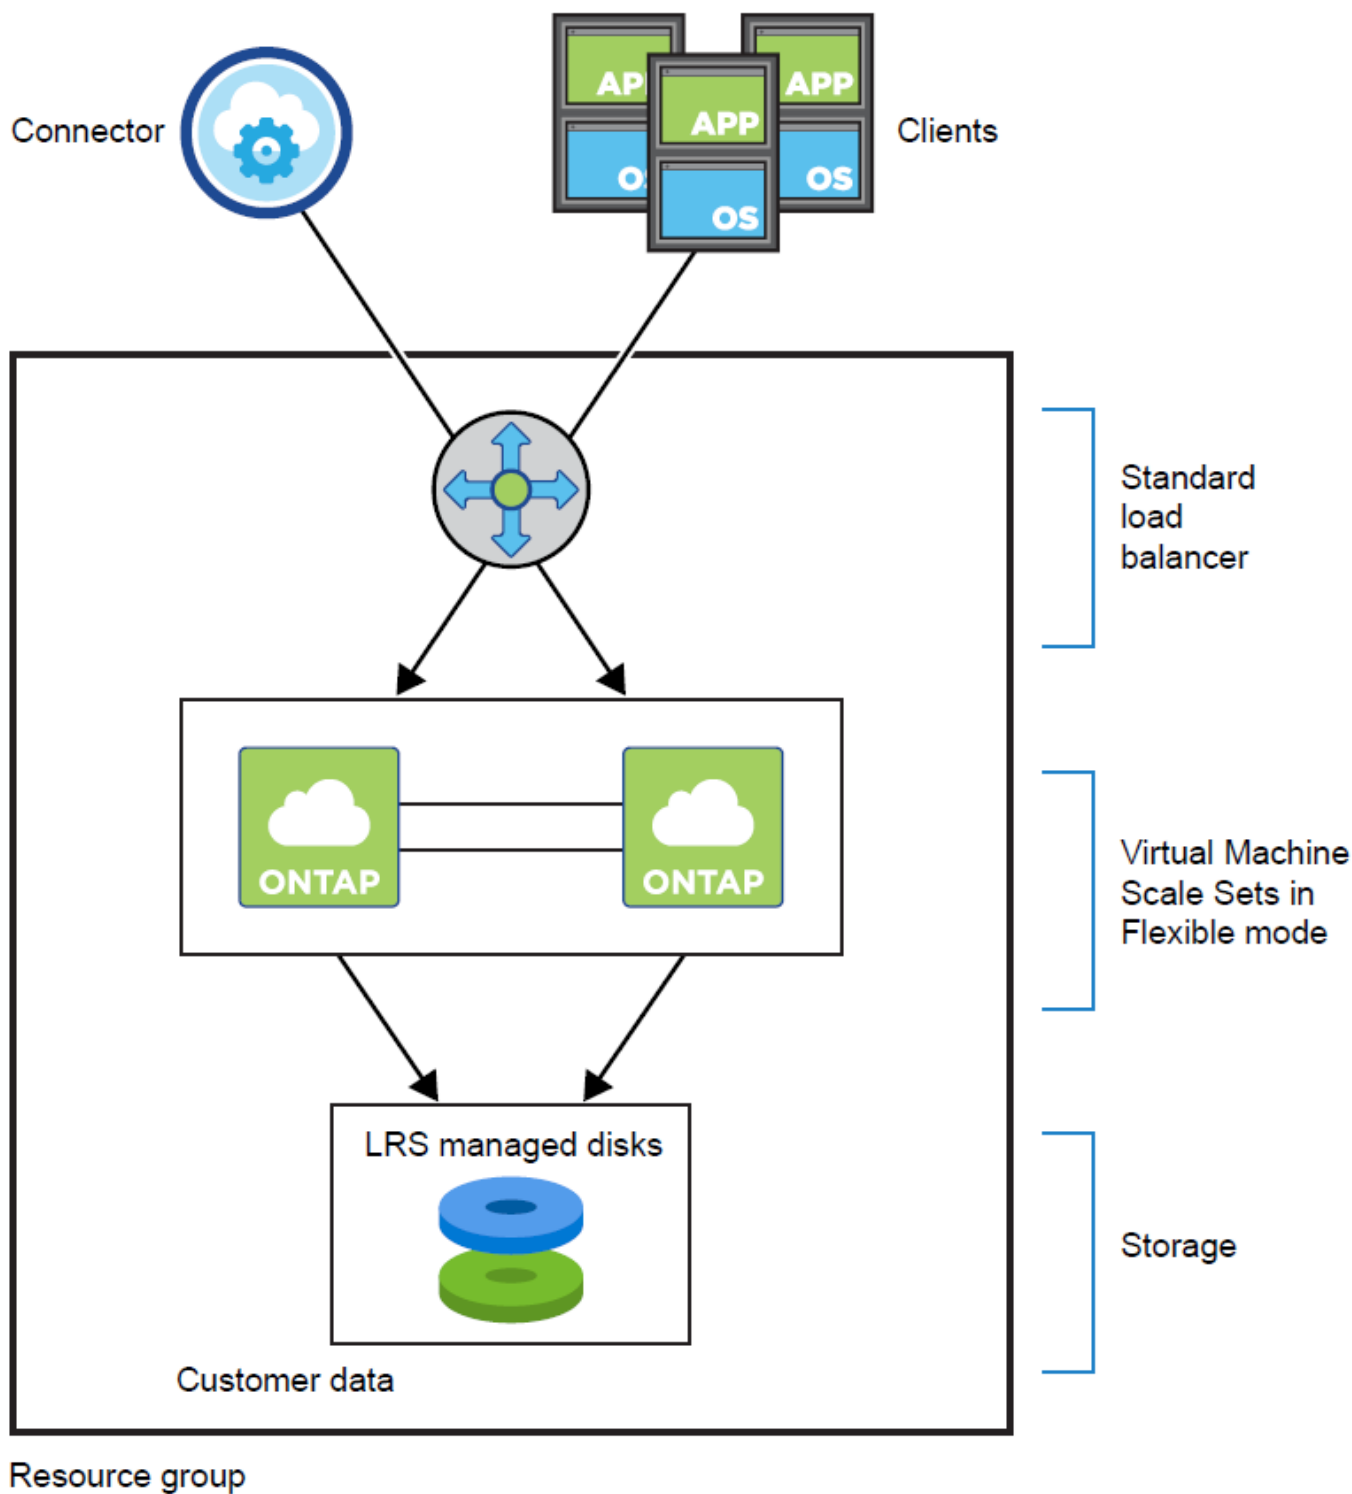 Connector
APP
APP
APP
OS
OS
OS
Clients
Standard
load
balancer
ONTAP
ONTAP
Virtual Machine
Scale Sets in
Flexible mode
LRS managed disks
Storage
Customer data
Resource group